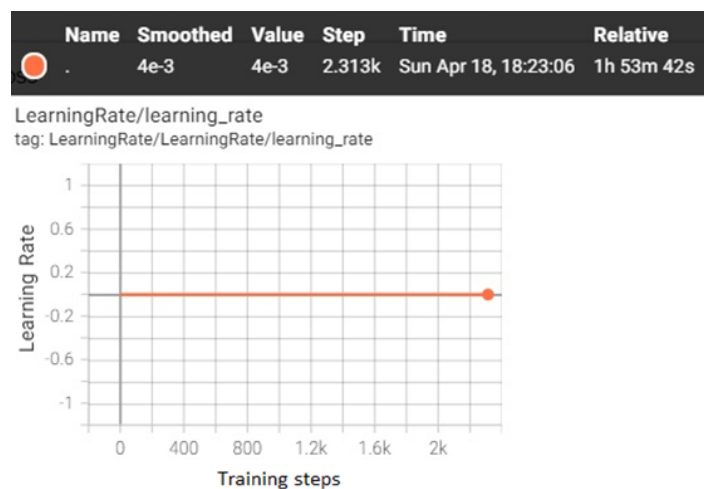 Name Smoothed Value Step Time Relative
. 4e-3 4e-3 2.313k Sun Apr 18, 18:23:06 1h 53m 42s
LearningRate/learning_rate
tag: LearningRate/LearningRate/learning_rate
1
0.6
0.2
-0.2
-0.6
-1
Learning Rate
0 400 800 1.2k 1.6k 2k
Training steps